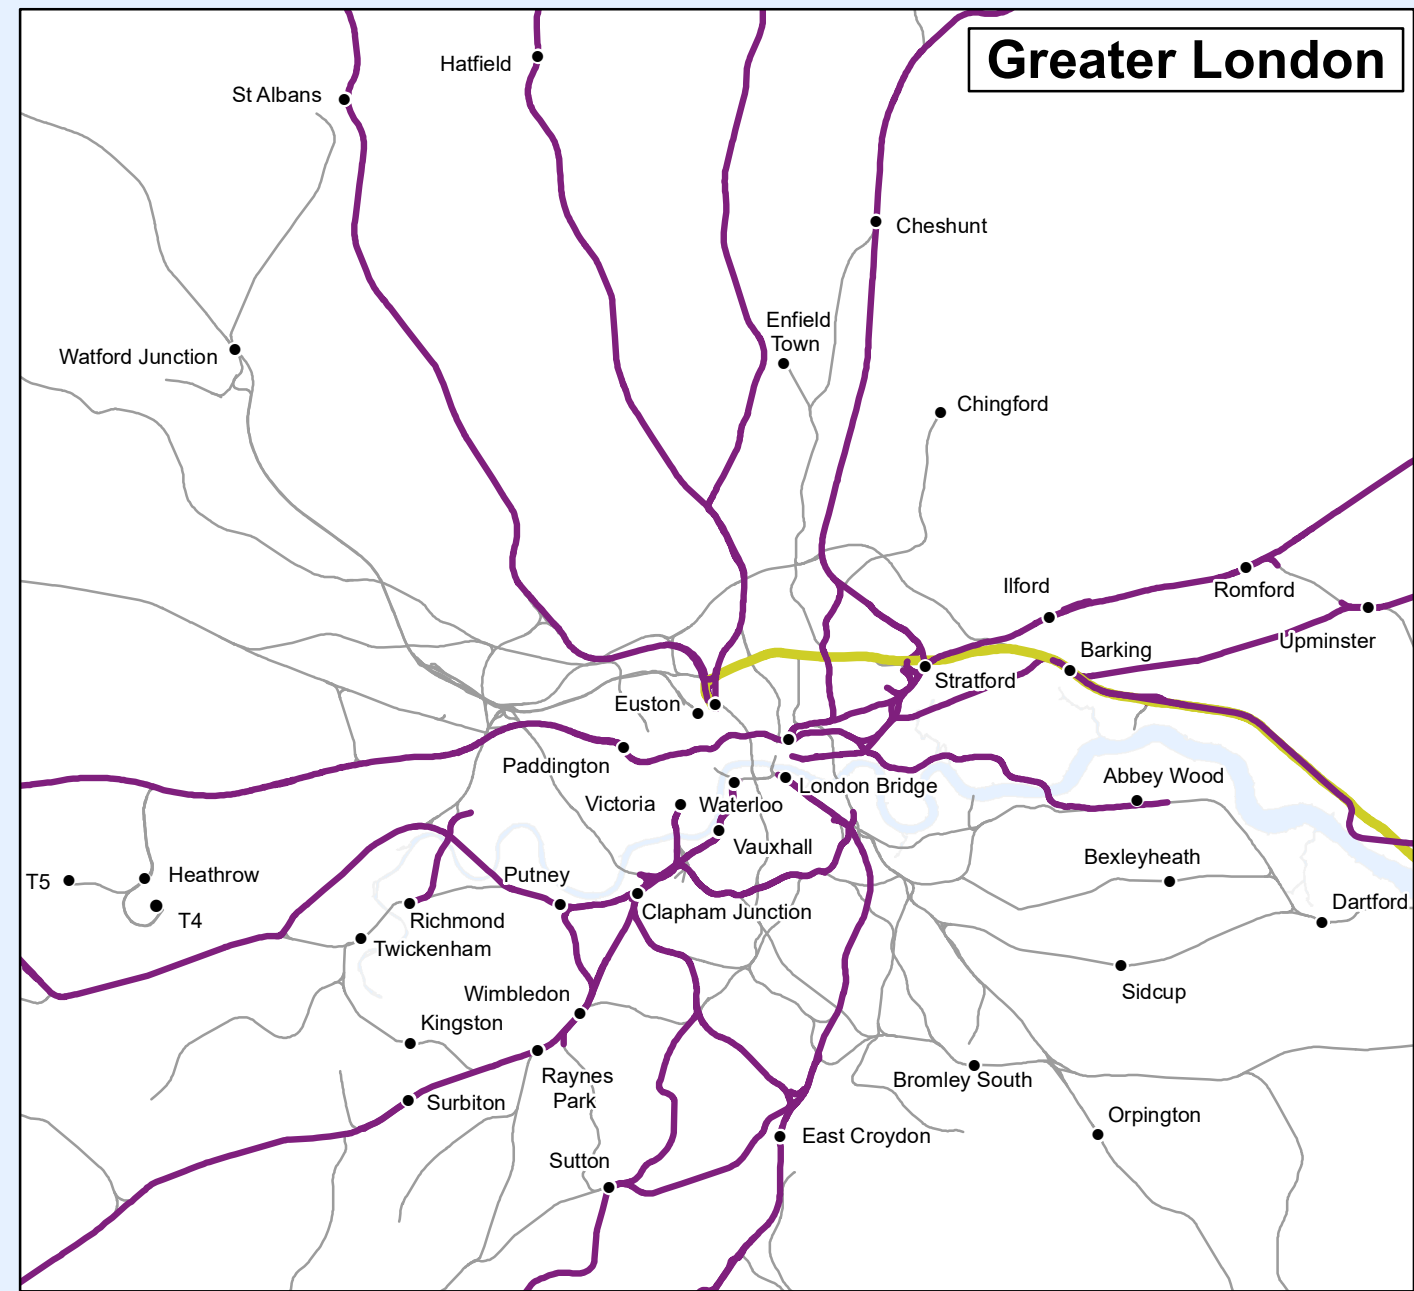 Greater London
Hatfield
St Albans
Cheshunt
Enfield
Town
Watford Junction
Chingford
Ilford
Romford
Upminster
Barking
Stratford
Euston
Paddington
Abbey Wood
London Bridge
Victoria
Waterloo
Vauxhall
Bexleyheath
T5
Heathrow
Putney
Dartford
T4
Richmond
Clapham Junction
Twickenham
Sidcup
Wimbledon
Kingston
Raynes
Park
Bromley South
Surbiton
Orpington
East Croydon
Sutton